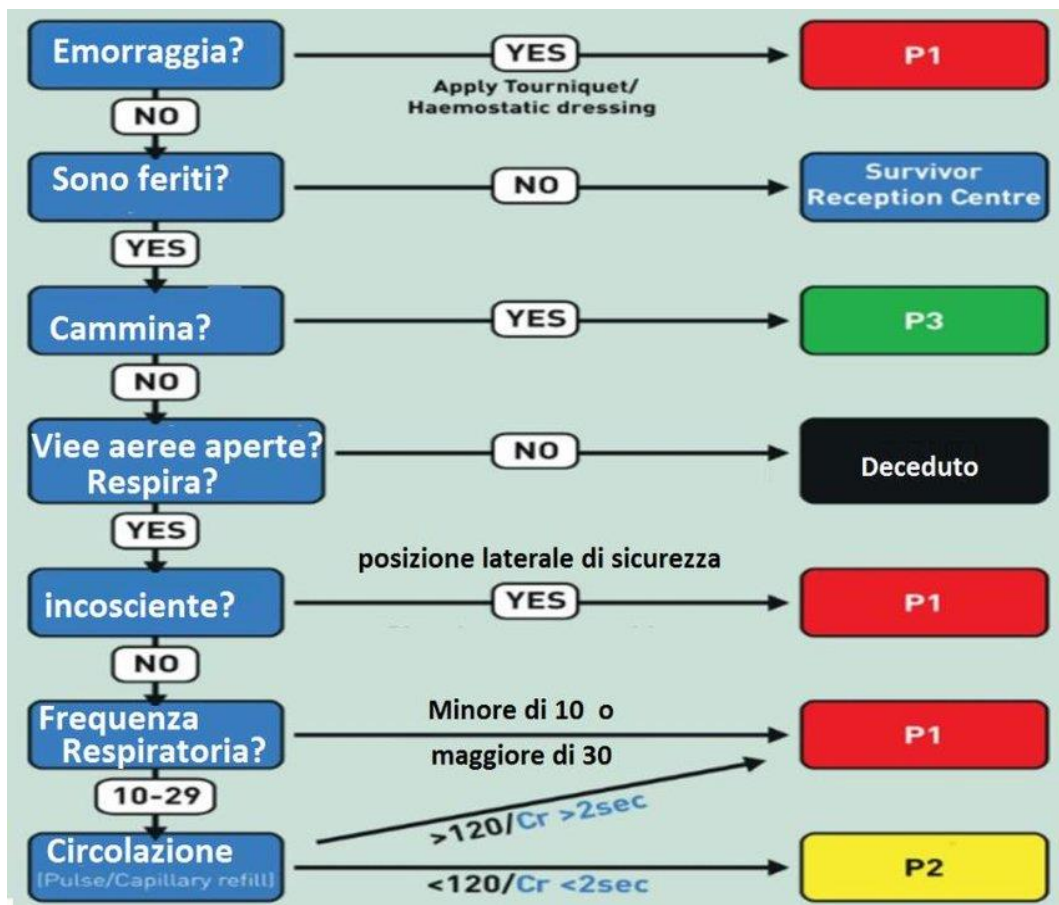 Emorraggia?
YES
P1
Apply Tourniquet/
Haemostatic dressing
NO
Sono feriti?
NO
Survivor
Reception Centre
YES
Cammina?
YES
P3
NO
Viee aeree aperte?
Respira?
NO
Deceduto
YES
posizione laterale di sicurezza
incosciente?
YES
P1
NO
Frequenza
Respiratoria?
Minore di 10 o
maggiore di 30
P1
10-29
>120/Cr >2sec
Circolazione
(Pulse/Capillary refill)
<120/Cr <2sec
P2